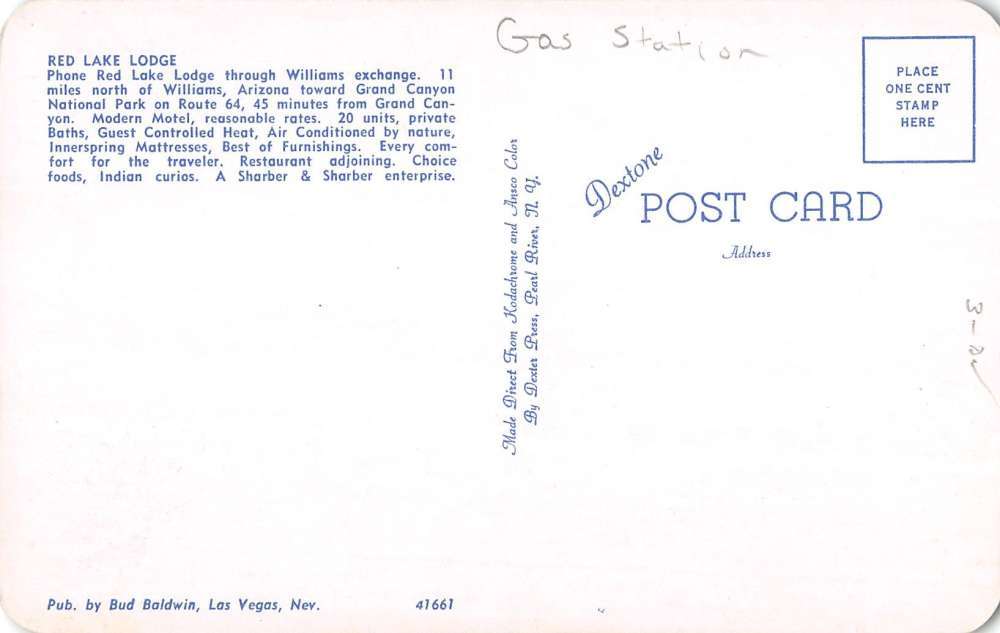 Gas Station
RED LAKE LODGE
Phone Red Lake Lodge through Williams exchange. 11
miles north of Williams, Arizona toward Grand Canyon
National Park on Route 64, 45 minutes from Grand Can-
yon. Modern Motel, reasonable rates. 20 units, private
Baths, Guest Controlled Heat, Air Conditioned by nature,
Innerspring Mattresses, Best of Furnishings. Every com-
fort for the traveler. Restaurant adjoining. Choice
foods, Indian curios. A Sharber & Sharber enterprise.
Pub. by Bud Baldwin, Las Vegas, Nev. 41661
Made Direct From Kodachrome and Ansco Color
By Dexter Press, Pearl River, N. Y.
Dextone
POST CARD
Address
PLACE
ONE CENT
STAMP
HERE